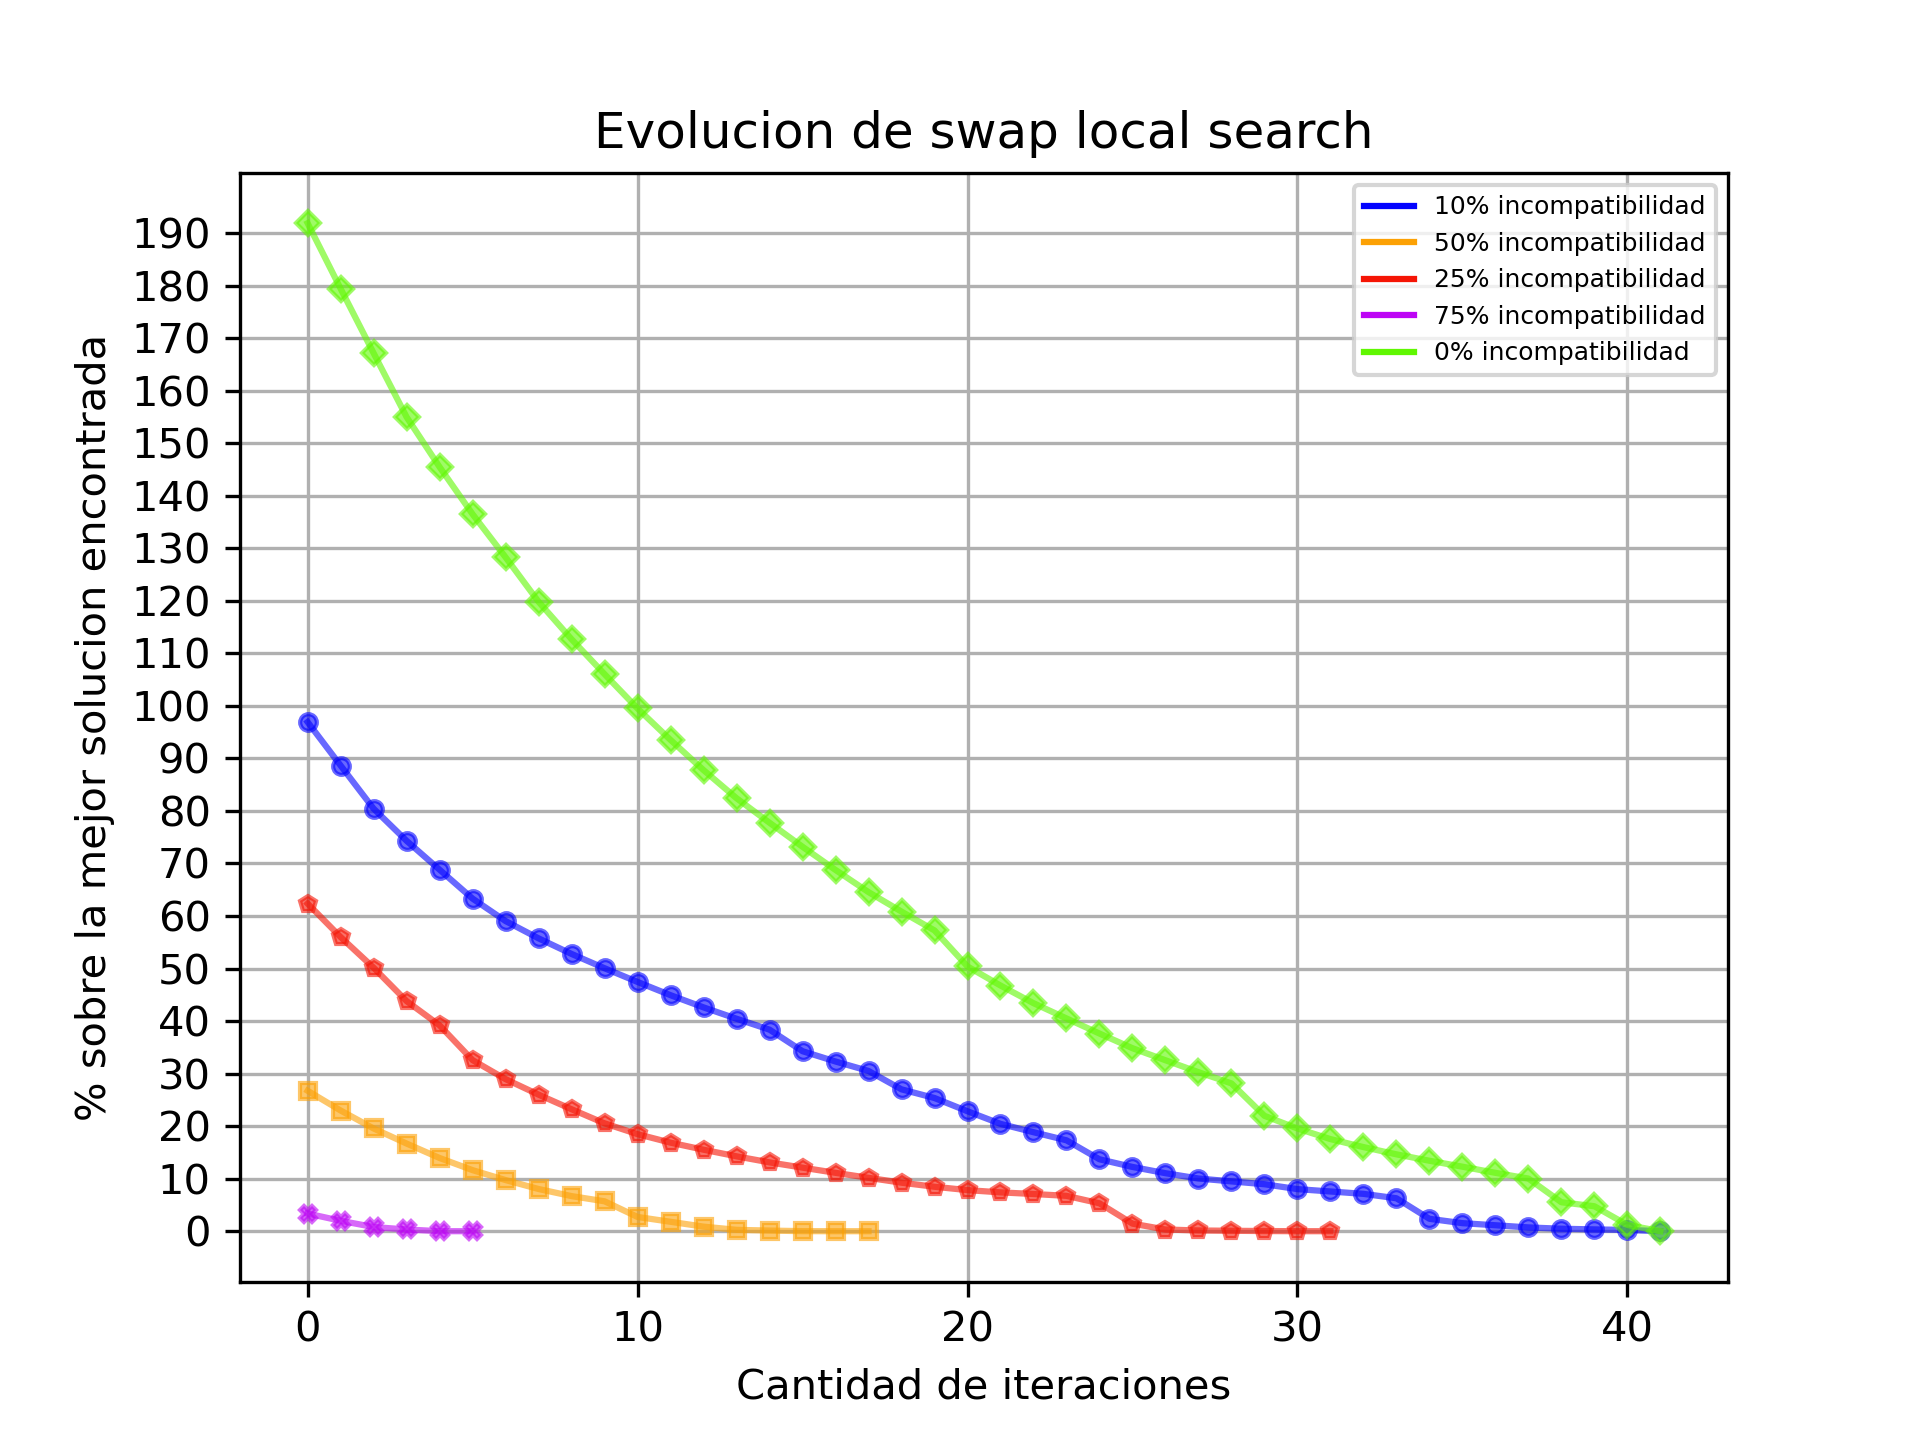 Evolucion de swap local search
10% incompatibilidad
50% incompatibilidad
25% incompatibilidad
75% incompatibilidad
0% incompatibilidad
% sobre la mejor solucion encontrada
190
180
170
160
150
140
130
120
110
100
90
80
70
60
50
40
30
20
10
0
0 10 20 30 40
Cantidad de iteraciones